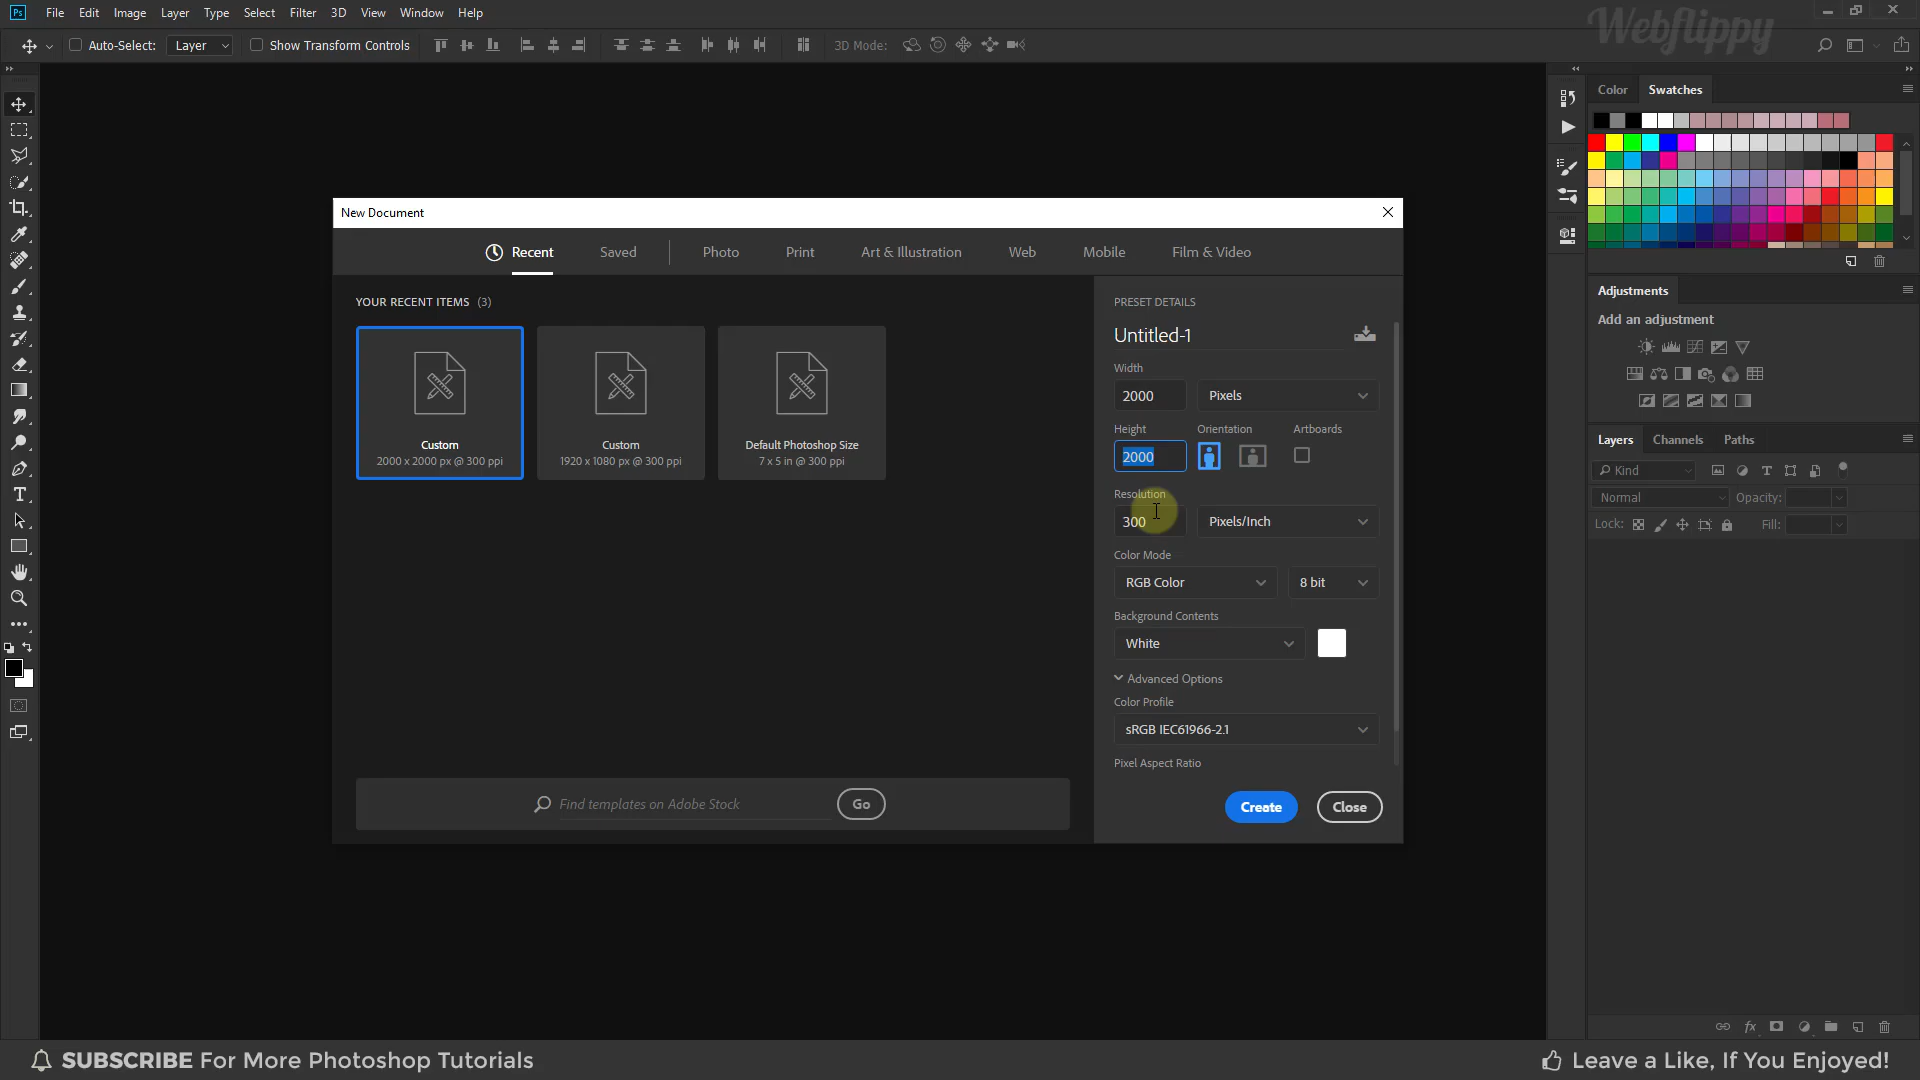 Ps File Edit Image Layer Type Select Filter 3D View Window Help
Webflippy
Auto-Select: Layer Show Transform Controls 3D Mode:
Color Swatches
New Document
Recent Saved Photo Print Art & Illustration Web Mobile Film & Video
YOUR RECENT ITEMS (3)
Custom
2000 x 2000 px @ 300 ppi
Custom
1920 x 1080 px @ 300 ppi
Default Photoshop Size
7 x 5 in @ 300 ppi
Find templates on Adobe Stock Go
PRESET DETAILS
Untitled-1
Width
2000 Pixels
Height Orientation Artboards
2000
Resolution
300 Pixels/Inch
Color Mode
RGB Color 8 bit
Background Contents
White
Advanced Options
Color Profile
sRGB IEC61966-2.1
Pixel Aspect Ratio
Create Close
Adjustments
Add an adjustment
Layers Channels Paths
Kind
Normal Opacity:
Lock: Fill:
fx
T
SUBSCRIBE For More Photoshop Tutorials
Leave a Like, If You Enjoyed!